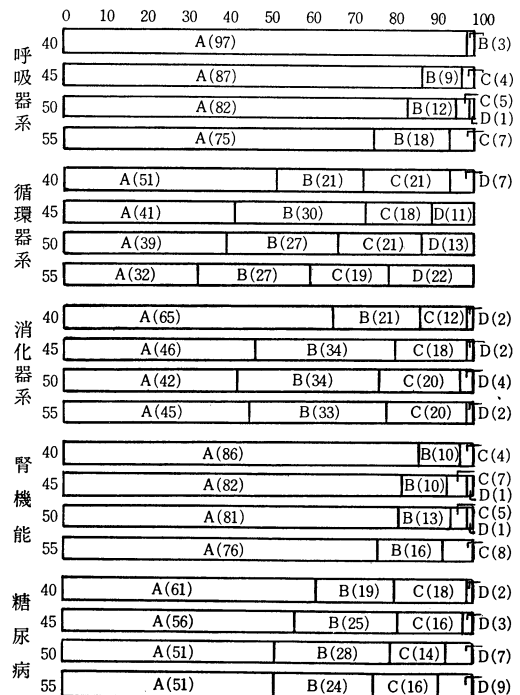 0 10 20 30 40 50 60 70 80 90 100
呼吸器系
40 A(97) B(3)
45 A(87) B(9) C(4)
50 A(82) B(12) C(5) D(1)
55 A(75) B(18) C(7)
循環器系
40 A(51) B(21) C(21) D(7)
45 A(41) B(30) C(18) D(11)
50 A(39) B(27) C(21) D(13)
55 A(32) B(27) C(19) D(22)
消化器系
40 A(65) B(21) C(12) D(2)
45 A(46) B(34) C(18) D(2)
50 A(42) B(34) C(20) D(4)
55 A(45) B(33) C(20) D(2)
腎機能
40 A(86) B(10) C(4)
45 A(82) B(10) C(7) D(1)
50 A(81) B(13) C(5) D(1)
55 A(76) B(16) C(8)
糖尿病
40 A(61) B(19) C(18) D(2)
45 A(56) B(25) C(16) D(3)
50 A(51) B(28) C(14) D(7)
55 A(51) B(24) C(16) D(9)